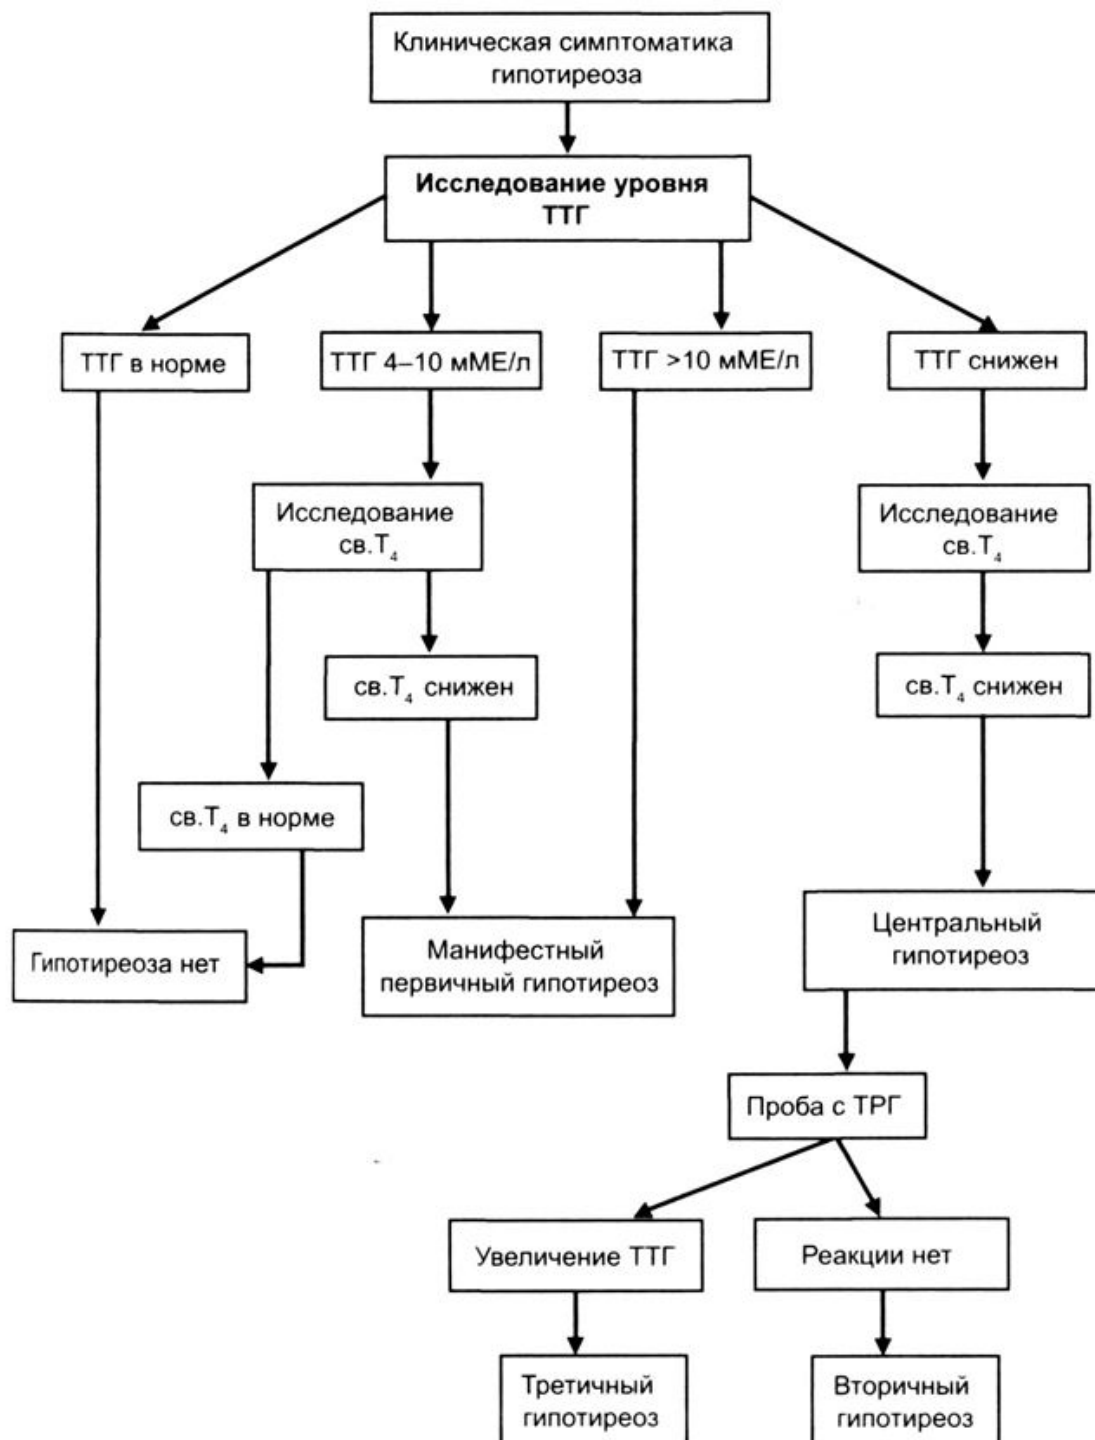 Клиническая симптоматика
гипотиреоза
Исследование уровня
ТТГ
ТТГ в норме
ТТГ 4–10 мМЕ/л
ТТГ >10 мМЕ/л
ТТГ снижен
Исследование
св.Т₄
Исследование
св.Т₄
св.Т₄ снижен
св.Т₄ снижен
св.Т₄ в норме
Гипотиреоза нет
Манифестный
первичный гипотиреоз
Центральный
гипотиреоз
Проба с ТРГ
Увеличение ТТГ
Реакции нет
Третичный
гипотиреоз
Вторичный
гипотиреоз